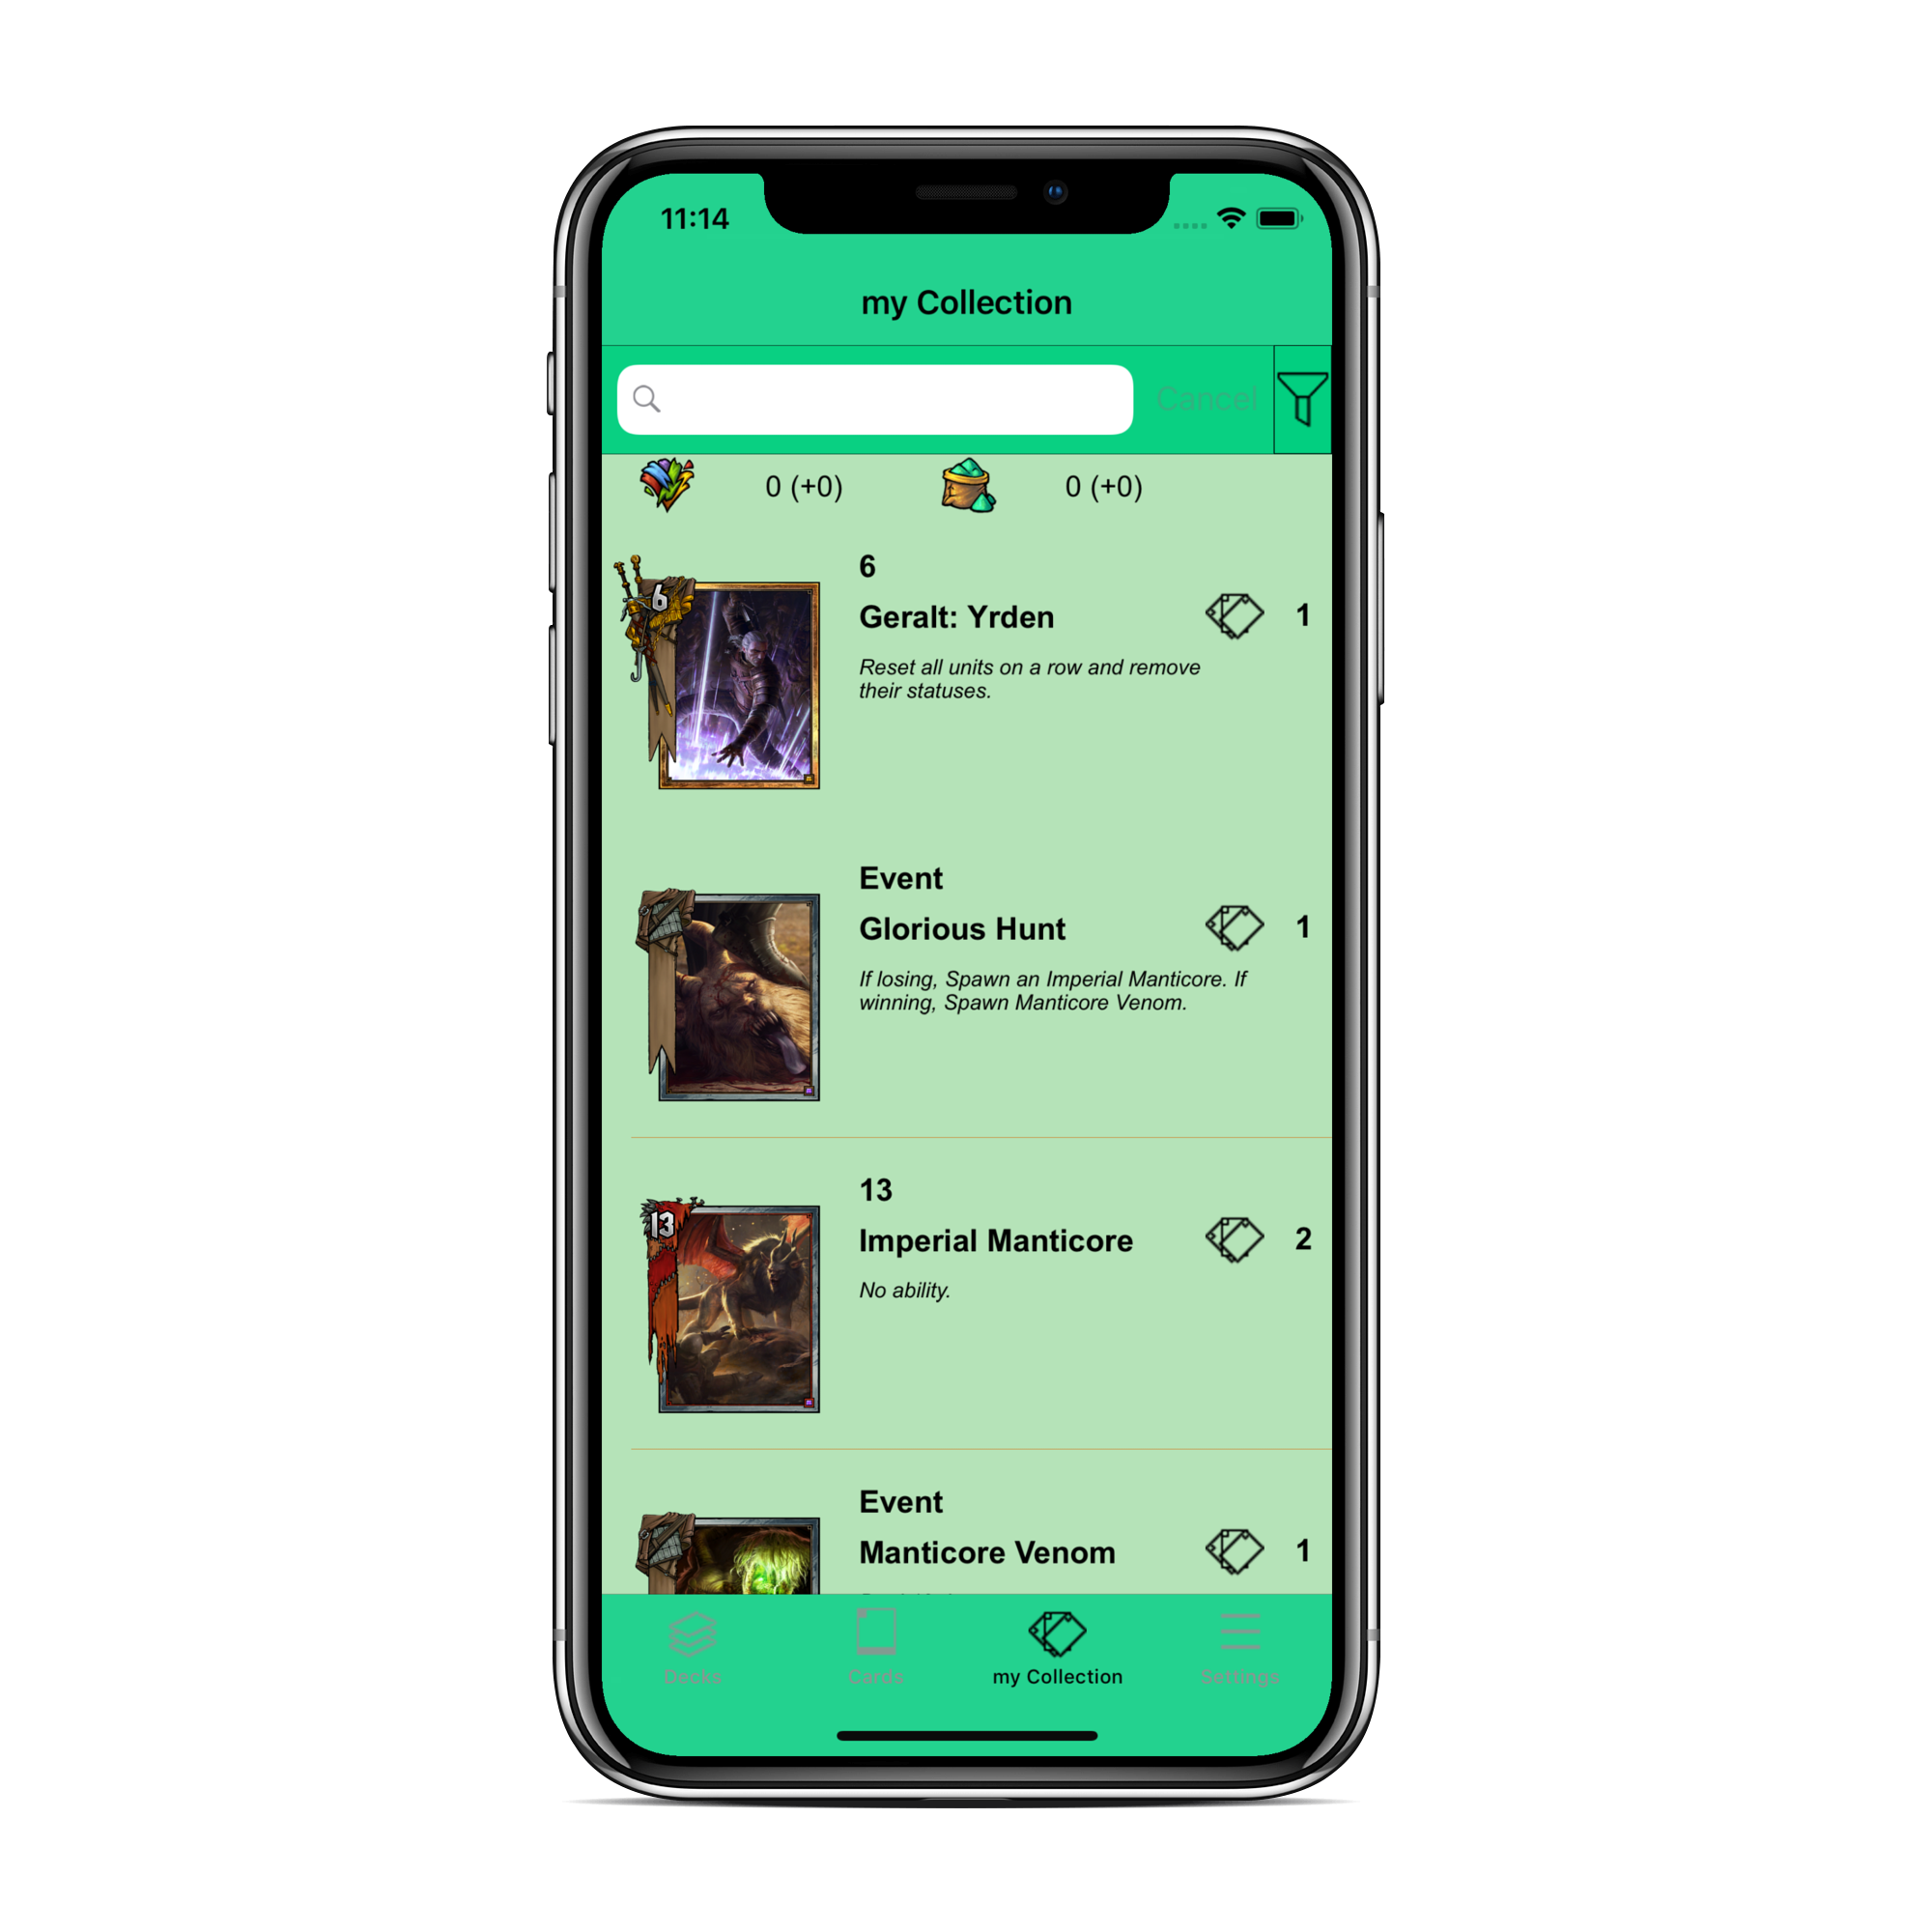 11:14
my Collection
Cancel
0 (+0) 0 (+0)
6
6
Geralt: Yrden 1
Reset all units on a row and remove
their statuses.
Event
Glorious Hunt 1
If losing, Spawn an Imperial Manticore. If
winning, Spawn Manticore Venom.
13
13
Imperial Manticore 2
No ability.
Event
Manticore Venom 1
Decks Cards my Collection Settings